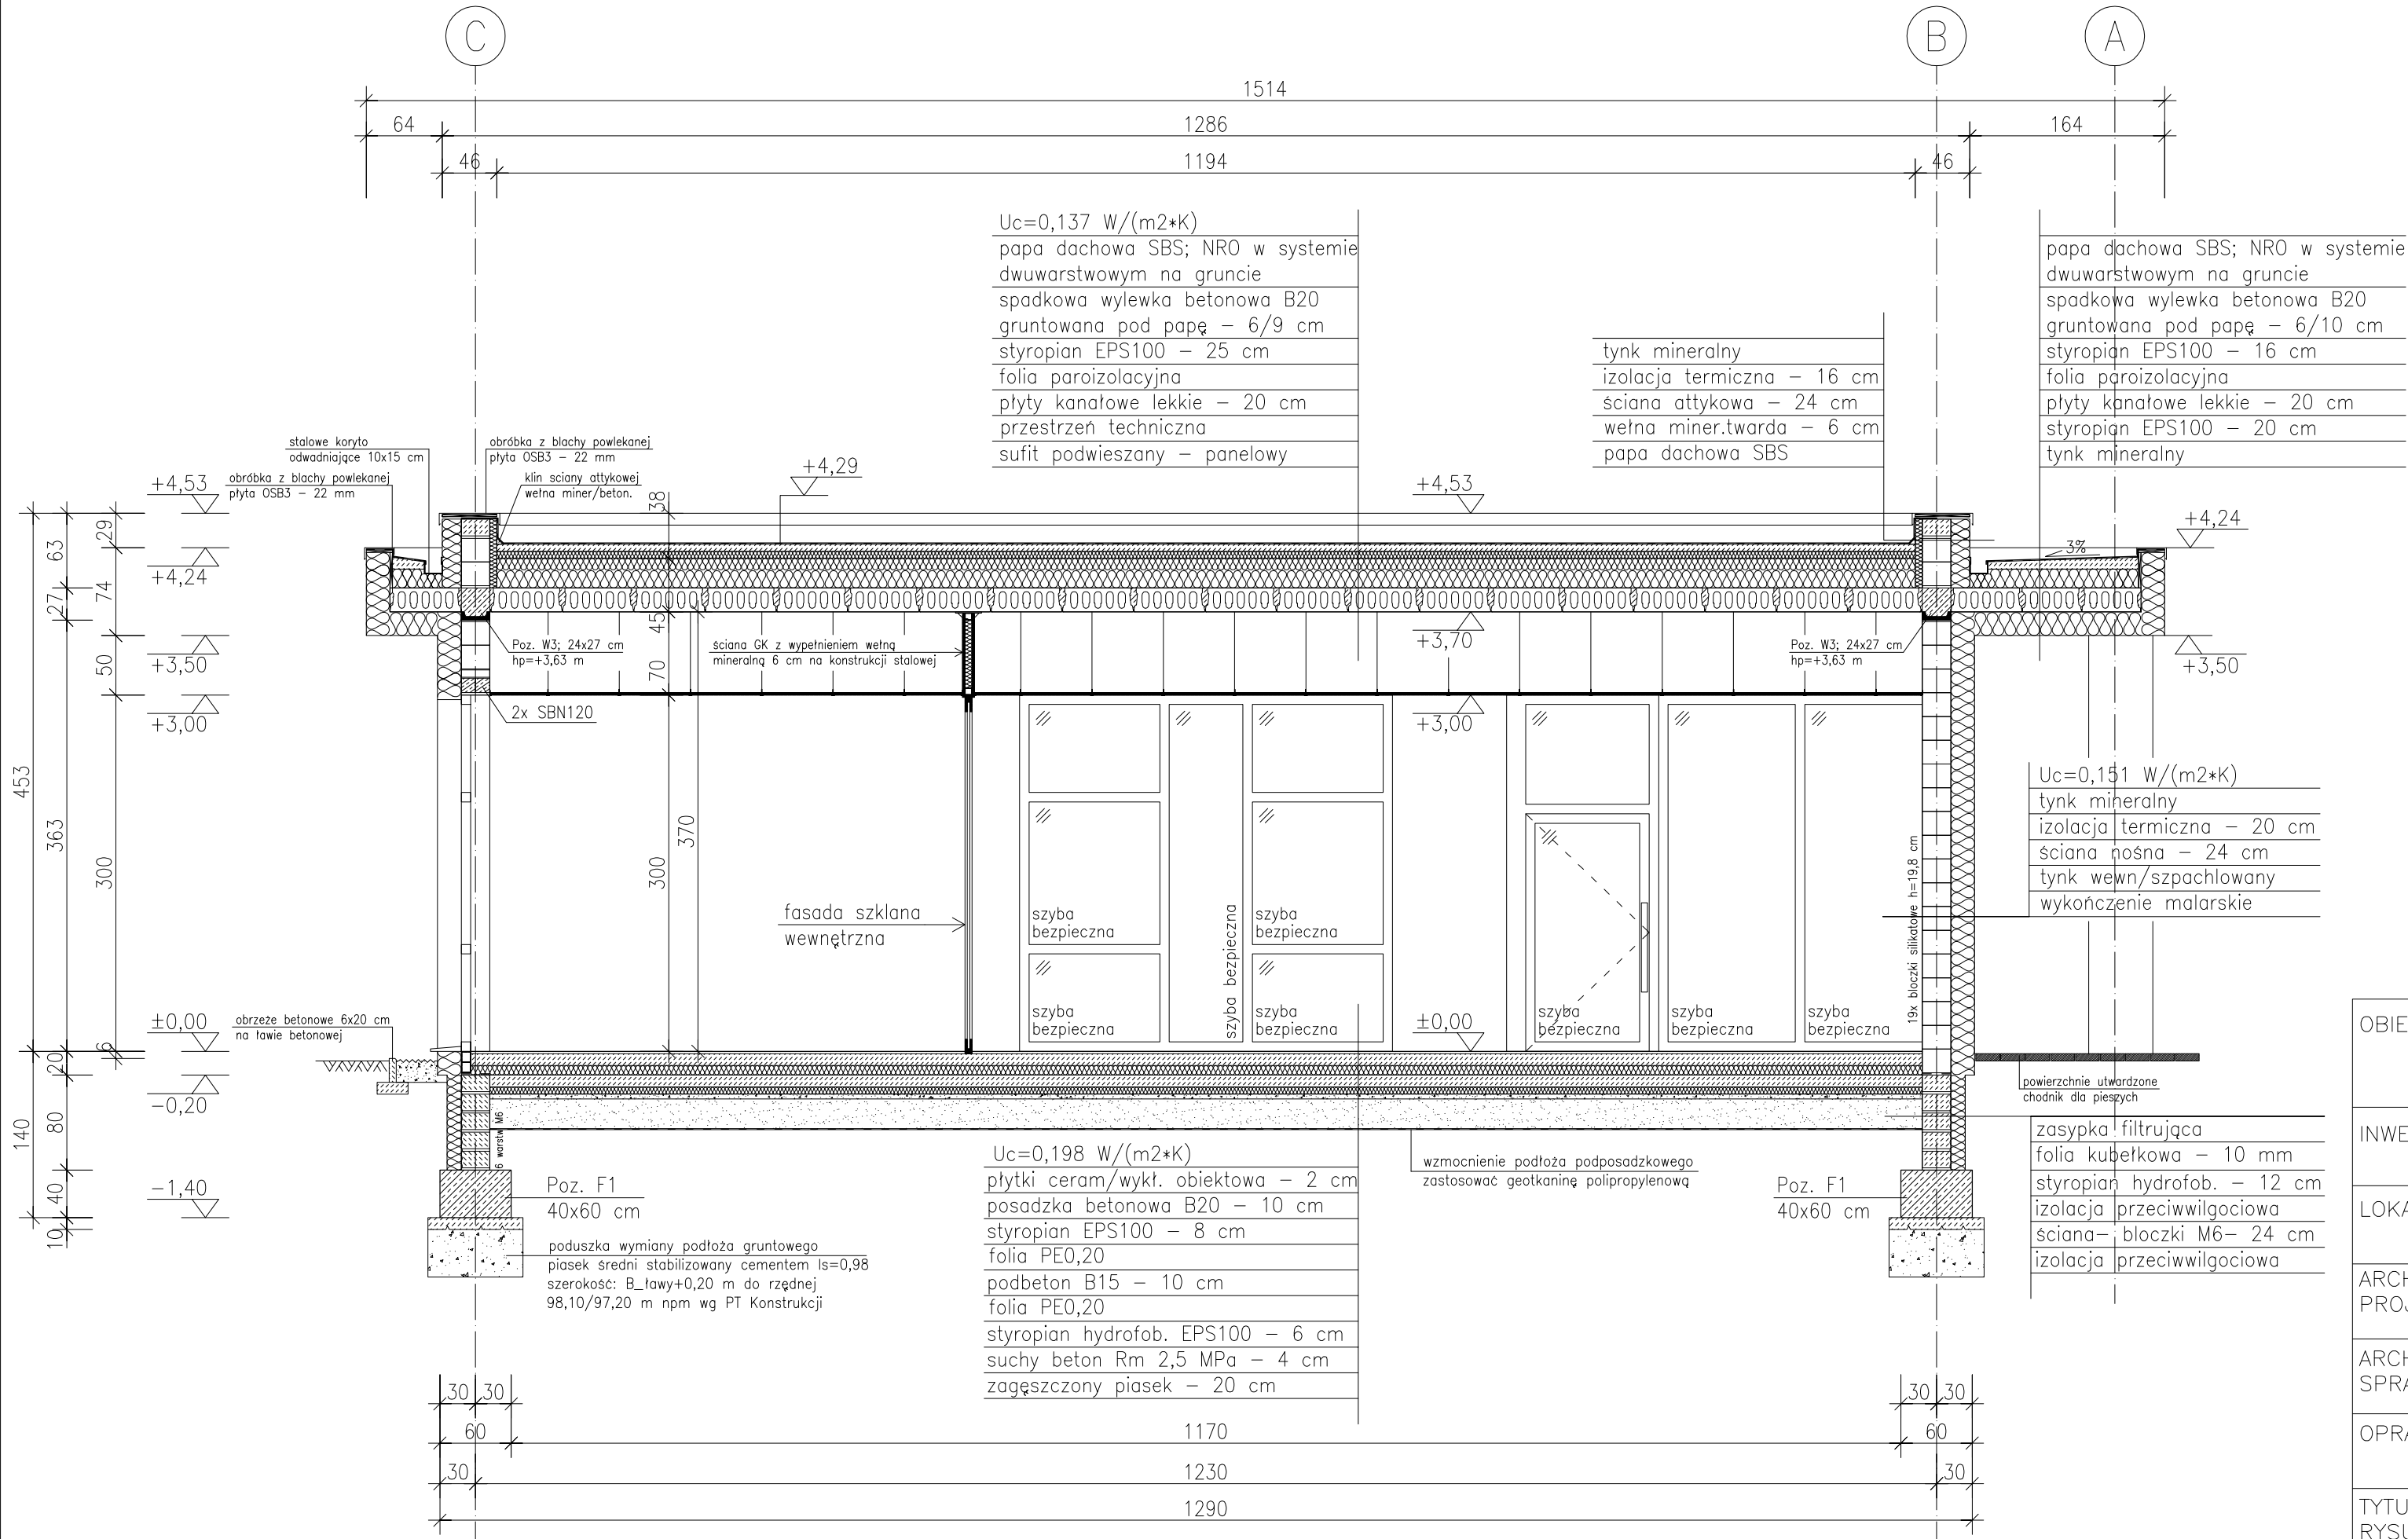 C
B
A
1514
64
1286
164
46
1194
46
Uc=0,137 W/(m2*K)
papa dachowa SBS; NRO w systemie
dwuwarstwowym na gruncie
spadkowa wylewka betonowa B20
gruntowana pod papę – 6/9 cm
styropian EPS100 – 25 cm
folia paroizolacyjna
płyty kanałowe lekkie – 20 cm
przestrzeń techniczna
sufit podwieszany – panelowy
tynk mineralny
izolacja termiczna – 16 cm
ściana attykowa – 24 cm
wełna miner.twarda – 6 cm
papa dachowa SBS
papa dachowa SBS; NRO w systemie
dwuwarstwowym na gruncie
spadkowa wylewka betonowa B20
gruntowana pod papę – 6/10 cm
styropian EPS100 – 16 cm
folia paroizolacyjna
płyty kanałowe lekkie – 20 cm
styropian EPS100 – 20 cm
tynk mineralny
stalowe koryto
odwadniające 10x15 cm
obróbka z blachy powlekanej
płyta OSB3 – 22 mm
obróbka z blachy powlekanej
płyta OSB3 – 22 mm
klin sciany attykowej
wełna miner/beton.
+4,53
+4,29
+4,53
+4,24
+4,24
3%
38
29
63
74
27
45
50
70
+3,50
+3,00
+3,70
+3,00
+3,50
Poz. W3; 24x27 cm
hp=+3,63 m
ściana GK z wypełnieniem wełną
mineralną 6 cm na konstrukcji stalowej
Poz. W3; 24x27 cm
hp=+3,63 m
2x SBN120
453
363
300
300
370
fasada szklana
wewnętrzna
szyba
bezpieczna
szyba
bezpieczna
szyba bezpieczna
szyba
bezpieczna
szyba
bezpieczna
szyba
bezpieczna
szyba
bezpieczna
szyba
bezpieczna
19x bloczki silikatowe h=19,8 cm
Uc=0,151 W/(m2*K)
tynk mineralny
izolacja termiczna – 20 cm
ściana nośna – 24 cm
tynk wewn/szpachlowany
wykończenie malarskie
±0,00
±0,00
obrzeże betonowe 6x20 cm
na ławie betonowej
6
20
-0,20
80
140
40
10
-1,40
6 warstw M6
powierzchnie utwardzone
chodnik dla pieszych
zasypka filtrująca
folia kubełkowa – 10 mm
styropian hydrofob. – 12 cm
izolacja przeciwwilgociowa
ściana– bloczki M6– 24 cm
izolacja przeciwwilgociowa
Poz. F1
40x60 cm
poduszka wymiany podłoża gruntowego
piasek średni stabilizowany cementem Is=0,98
szerokość: B_ławy+0,20 m do rzędnej
98,10/97,20 m npm wg PT Konstrukcji
Uc=0,198 W/(m2*K)
płytki ceram/wykł. obiektowa – 2 cm
posadzka betonowa B20 – 10 cm
styropian EPS100 – 8 cm
folia PE0,20
podbeton B15 – 10 cm
folia PE0,20
styropian hydrofob. EPS100 – 6 cm
suchy beton Rm 2,5 MPa – 4 cm
zagęszczony piasek – 20 cm
wzmocnienie podłoża podposadzkowego
zastosować geotkaninę polipropylenową
Poz. F1
40x60 cm
30 30
30 30
60
1170
60
30
1230
30
1290
OBIE
INWE
LOKA
ARCH
PROJ
ARCH
SPRA
OPRA
TYTU
RYSU